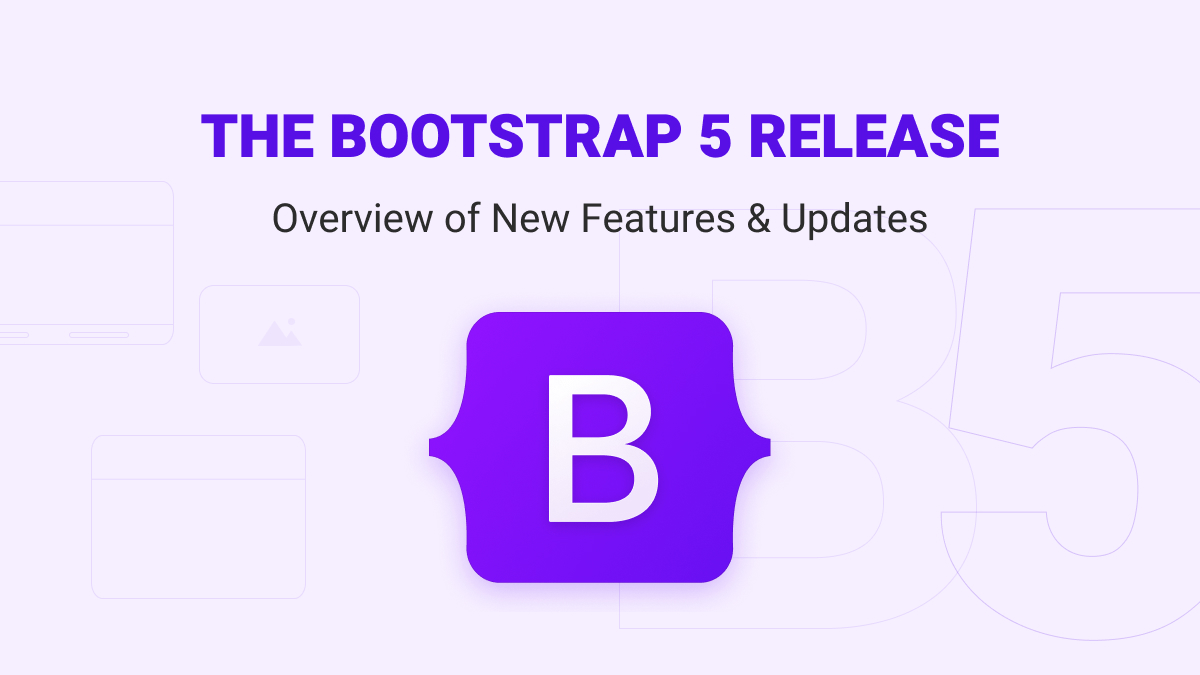 THE BOOTSTRAP 5 RELEASE
Overview of New Features & Updates
B
B5